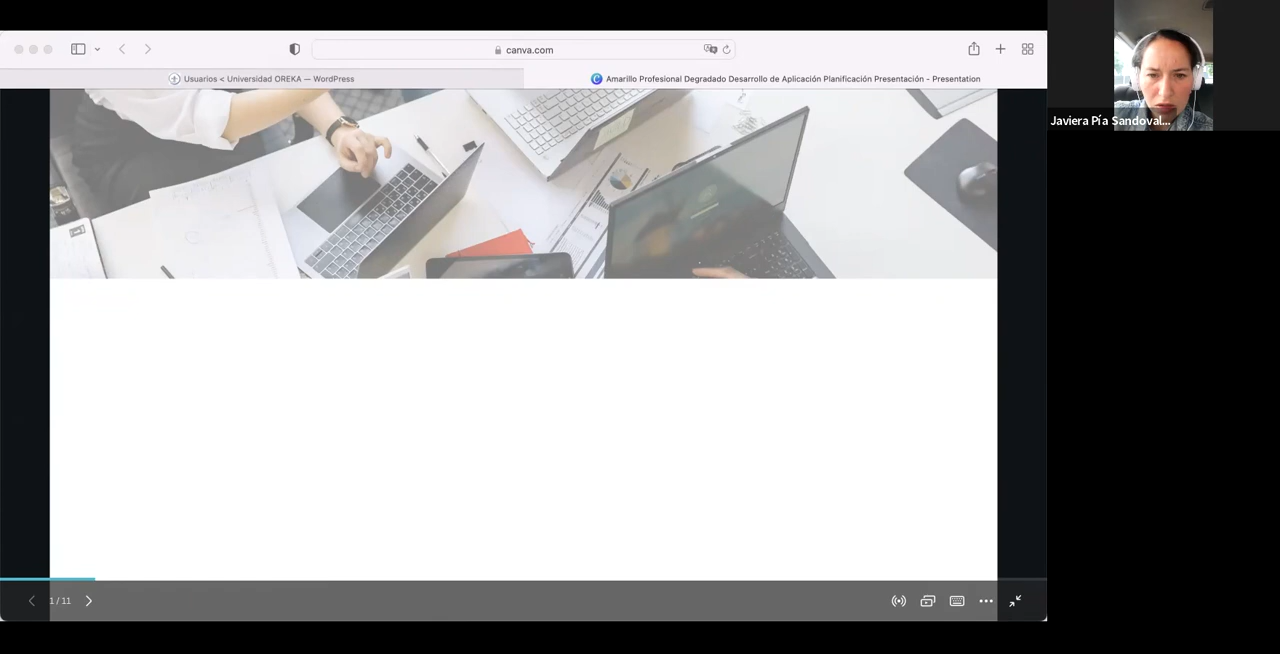 canva.com
Usuarios < Universidad OREKA — WordPress
Amarillo Profesional Degradado Desarrollo de Aplicación Planificación Presentación - Presentation
Javiera Pía Sandoval...
1 / 11